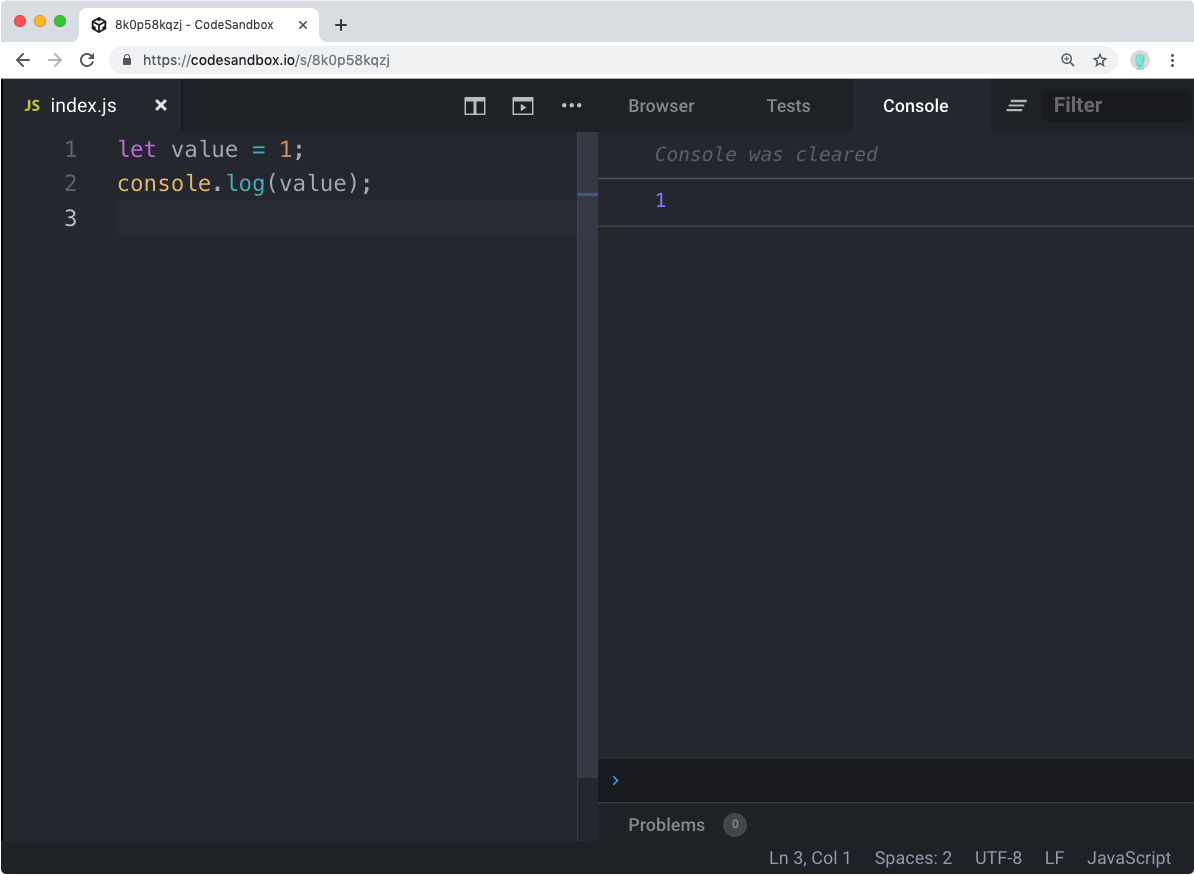 8k0p58kqzj - CodeSandbox
https://codesandbox.io/s/8k0p58kqzj
JS index.js
Browser Tests Console Filter
1 let value = 1;
2 console.log(value);
3
Console was cleared
1
›
Problems 0
Ln 3, Col 1 Spaces: 2 UTF-8 LF JavaScript